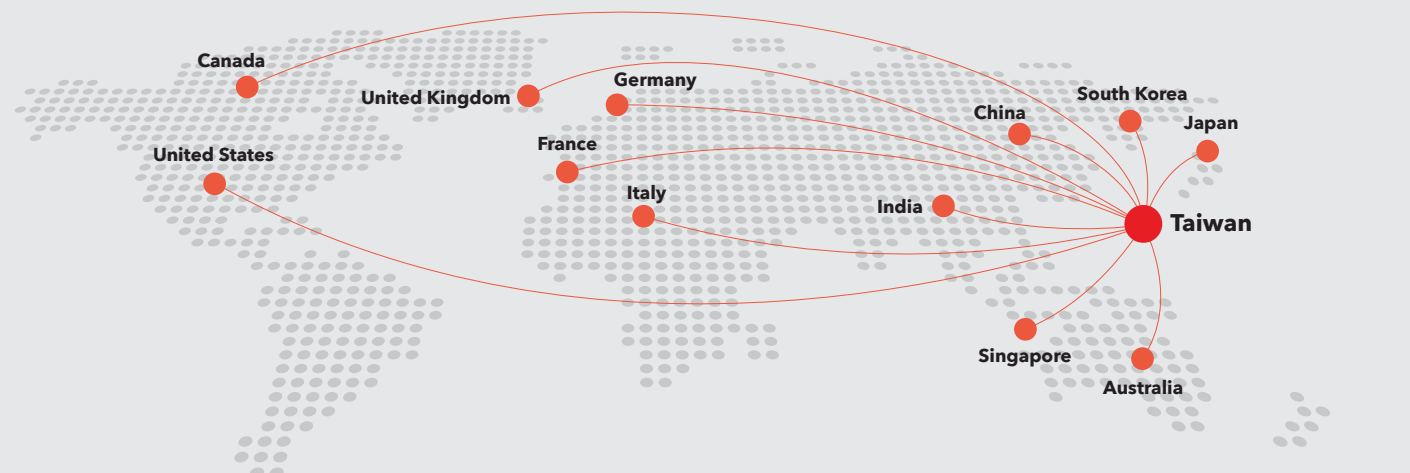 Canada
United Kingdom
Germany
South Korea
China
Japan
France
United States
Italy
India
Taiwan
Singapore
Australia